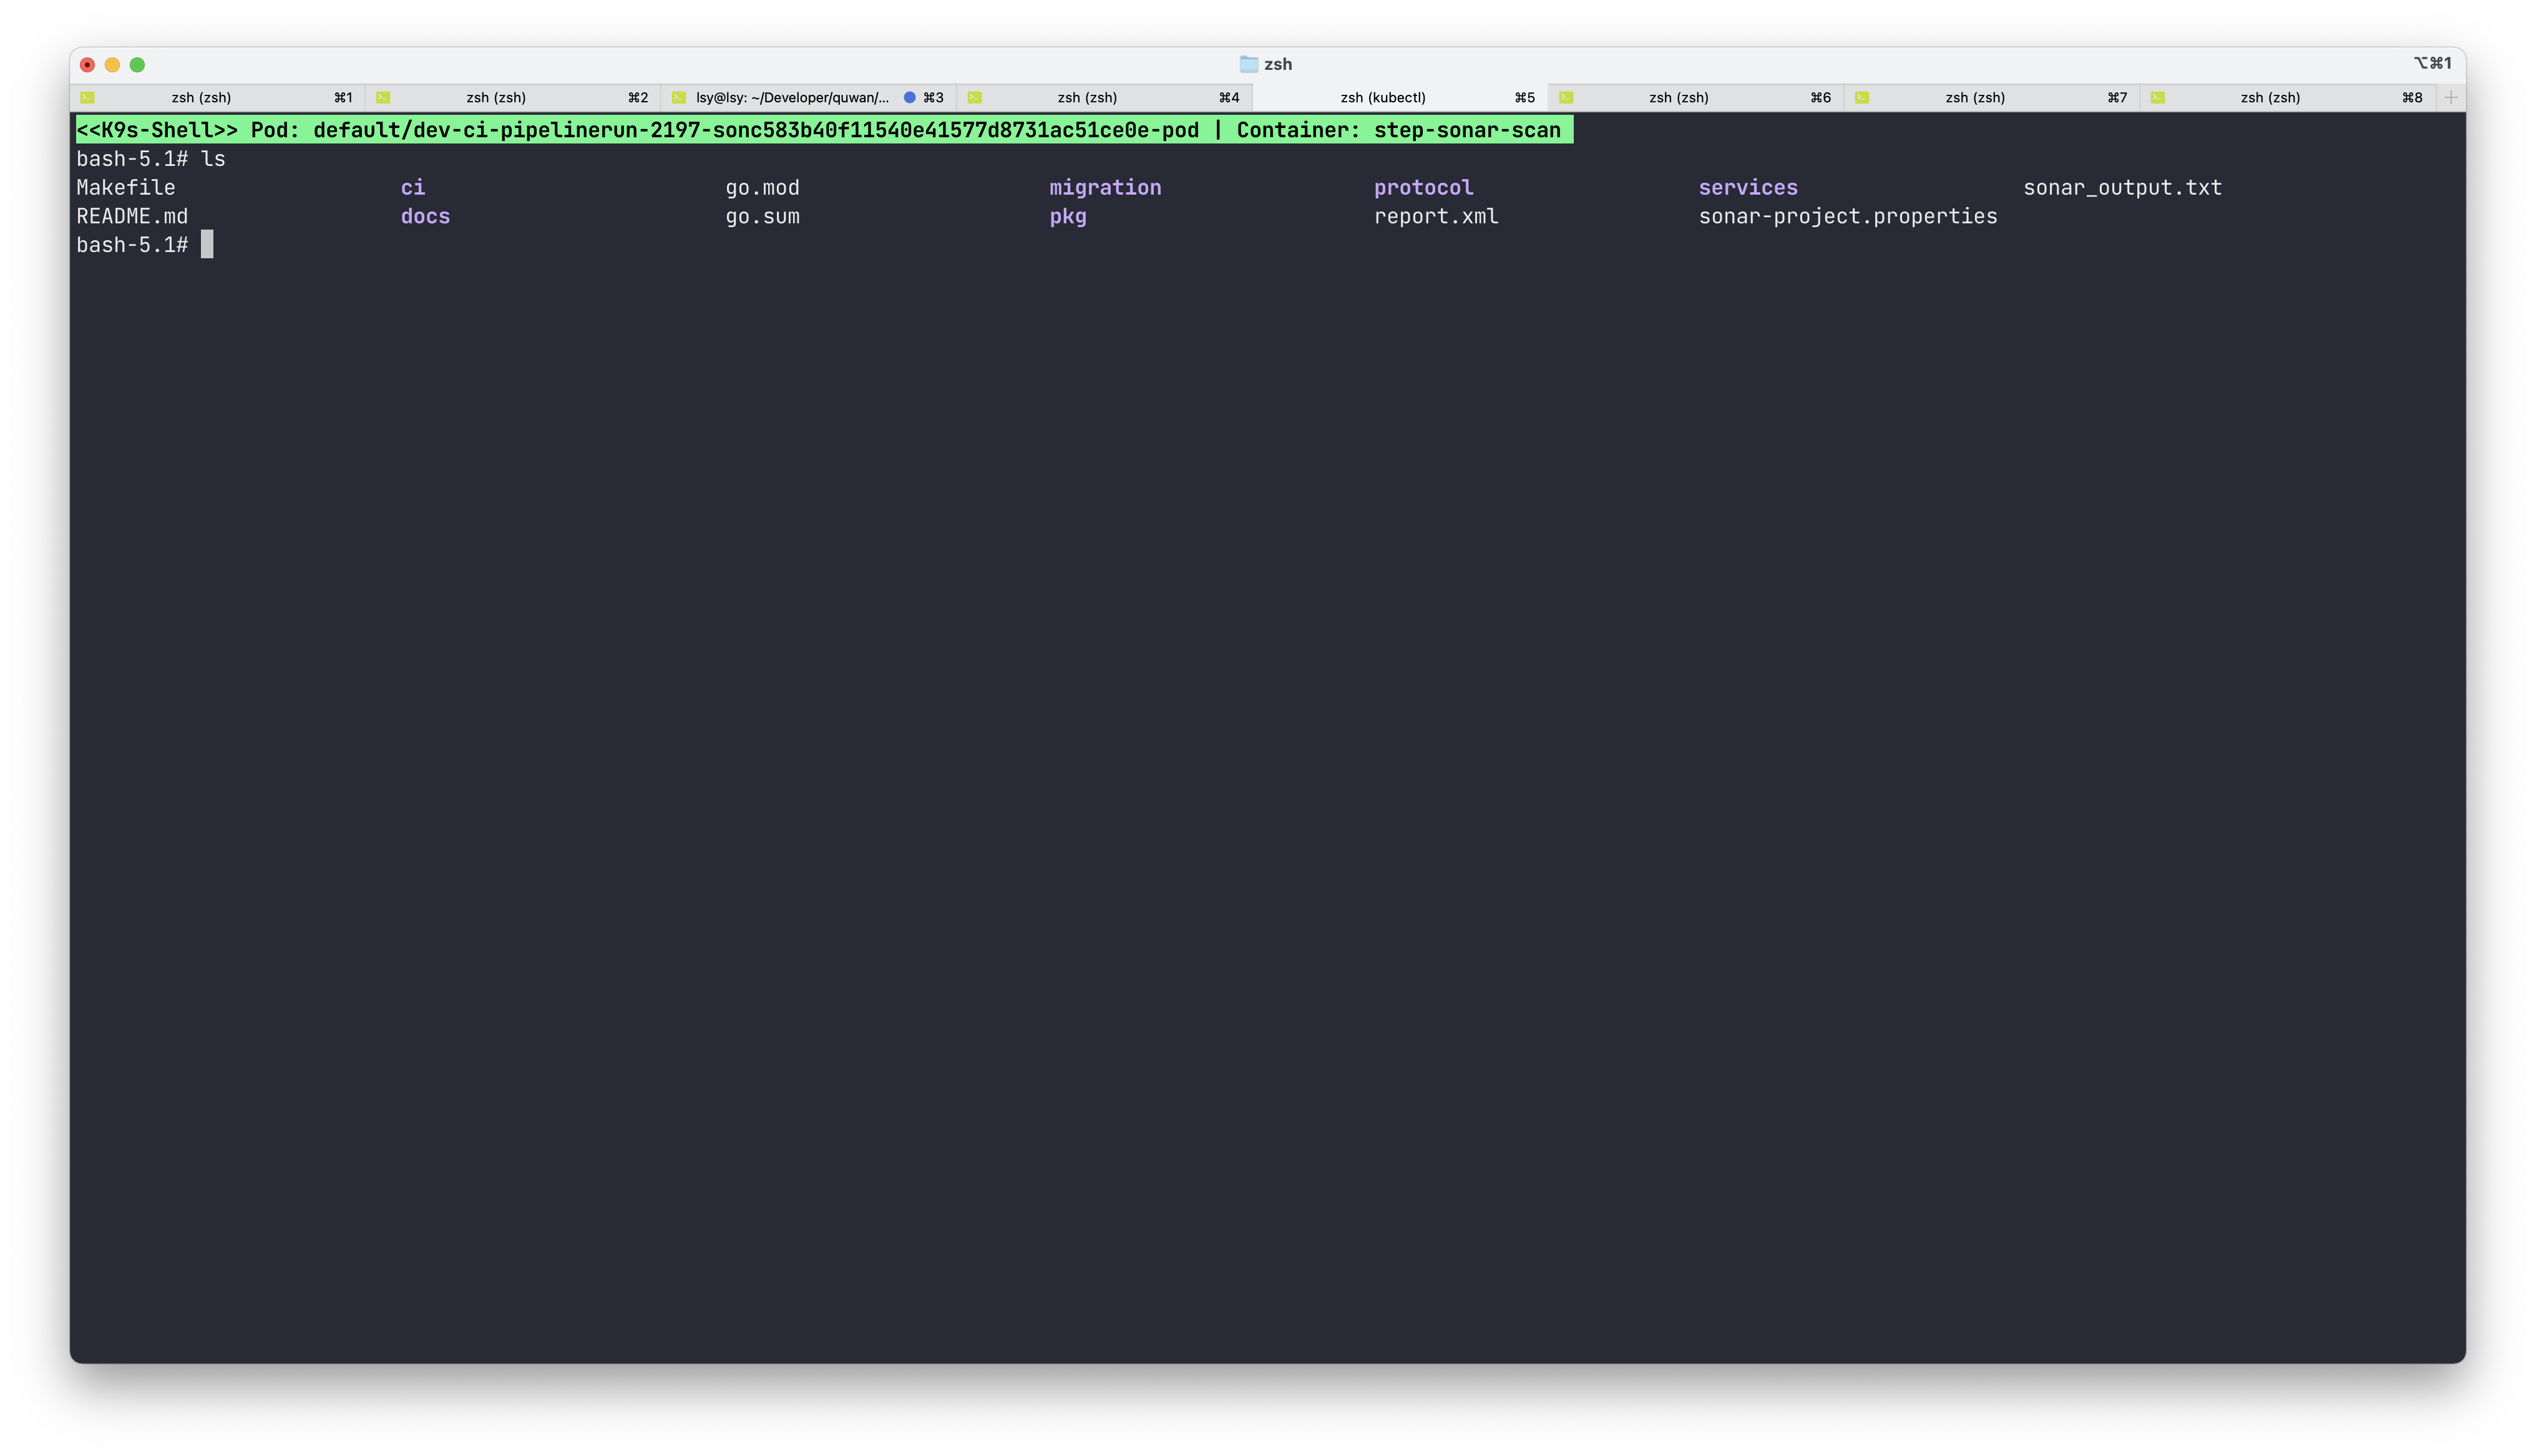 zsh
⌥⌘1
zsh (zsh) ⌘1 zsh (zsh) ⌘2 lsy@lsy: ~/Developer/quwan/... ⌘3 zsh (zsh) ⌘4 zsh (kubectl) ⌘5 zsh (zsh) ⌘6 zsh (zsh) ⌘7 zsh (zsh) ⌘8
<<K9s-Shell>> Pod: default/dev-ci-pipelinerun-2197-sonc583b40f11540e41577d8731ac51ce0e-pod | Container: step-sonar-scan
bash-5.1# ls
Makefile ci go.mod migration protocol services sonar_output.txt
README.md docs go.sum pkg report.xml sonar-project.properties
bash-5.1#